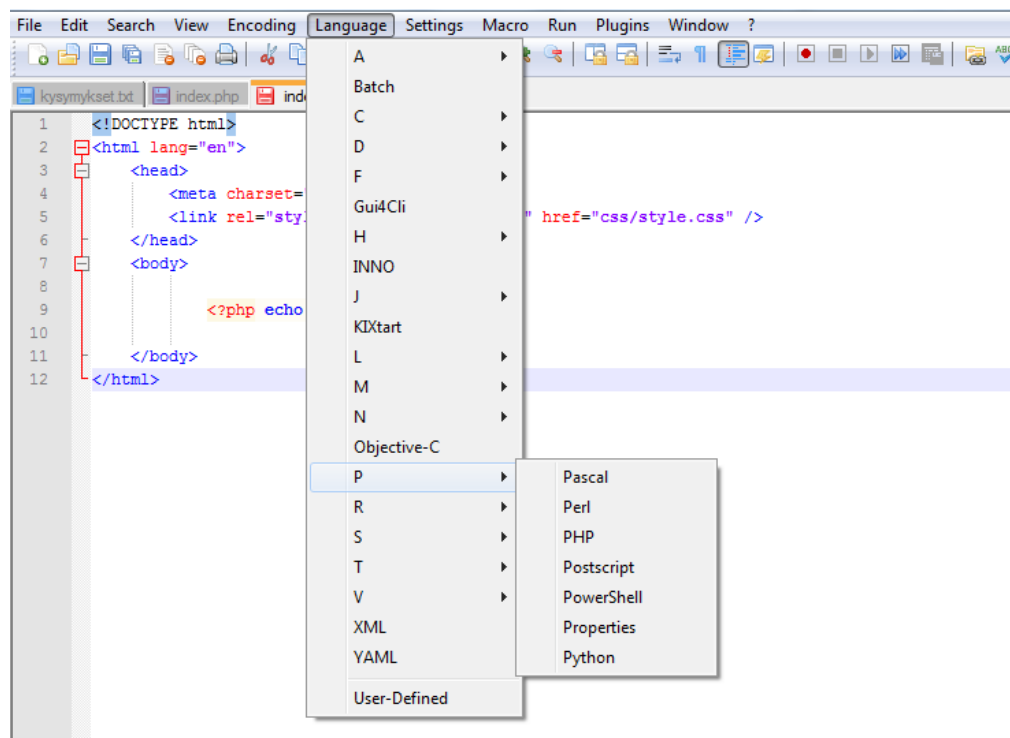 File Edit Search View Encoding Language Settings Macro Run Plugins Window ?
ABC
kysymykset.txt index.php inde
1 <!DOCTYPE html>
2 <html lang="en">
3 <head>
4 <meta charset="
5 <link rel="sty " href="css/style.css" />
6 </head>
7 <body>
8
9 <?php echo
10
11 </body>
12 </html>
A
Batch
C
D
F
Gui4Cli
H
INNO
J
KIXtart
L
M
N
Objective-C
P
R
S
T
V
XML
YAML
User-Defined
Pascal
Perl
PHP
Postscript
PowerShell
Properties
Python